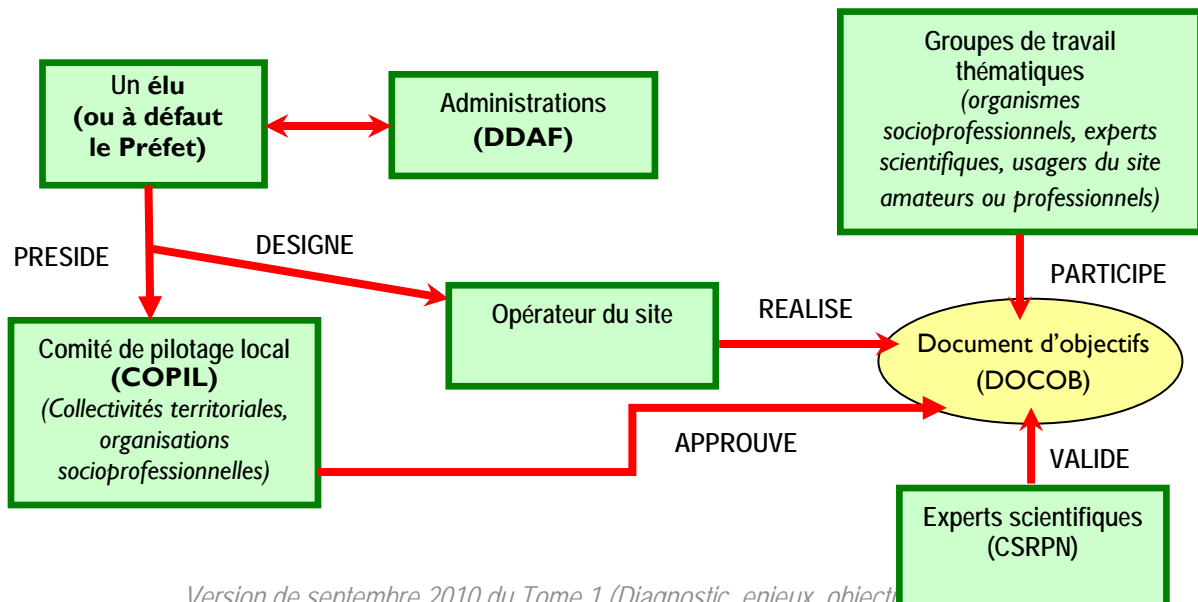 Un élu
(ou à défaut
le Préfet)
Administrations
(DDAF)
Groupes de travail
thématiques
(organismes
socioprofessionnels, experts
scientifiques, usagers du site
amateurs ou professionnels)
PRESIDE
DESIGNE
PARTICIPE
Opérateur du site
REALISE
Comité de pilotage local
(COPIL)
(Collectivités territoriales,
organisations
socioprofessionnelles)
Document d'objectifs
(DOCOB)
APPROUVE
VALIDE
Experts scientifiques
(CSRPN)
Version de septembre 2010 du Tome 1 (Diagnostic, enjeux, objecti